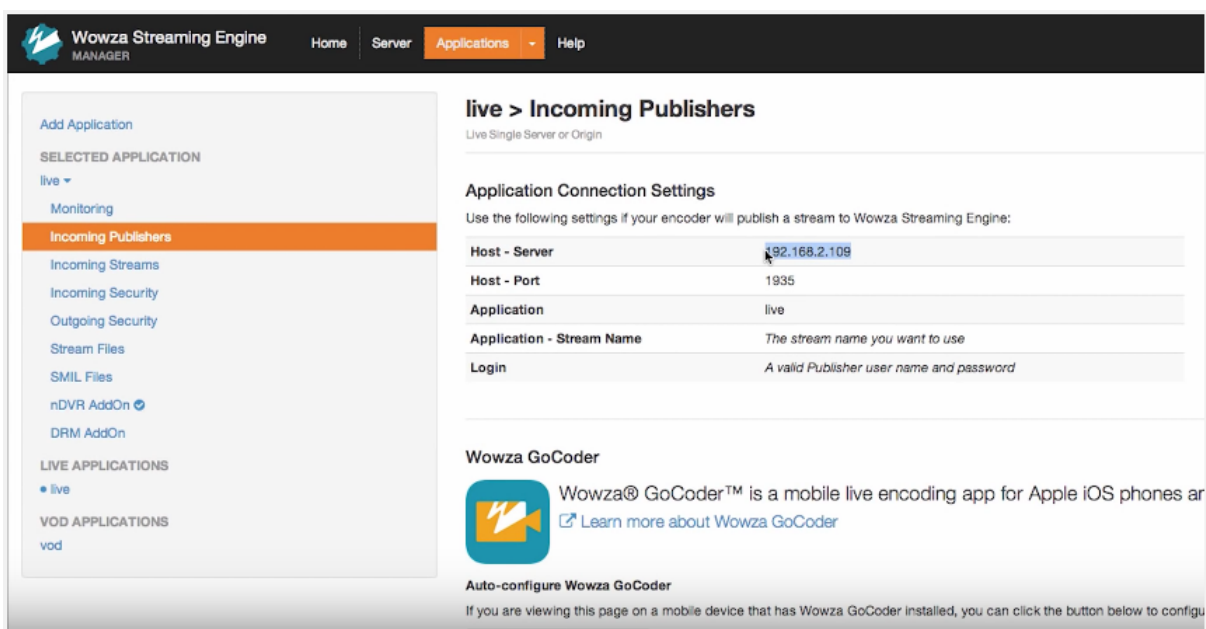 Wowza Streaming Engine
MANAGER
Home Server Applications Help
Add Application
SELECTED APPLICATION
live
Monitoring
Incoming Publishers
Incoming Streams
Incoming Security
Outgoing Security
Stream Files
SMIL Files
nDVR AddOn
DRM AddOn
LIVE APPLICATIONS
live
VOD APPLICATIONS
vod
live > Incoming Publishers
Live Single Server or Origin
Application Connection Settings
Use the following settings if your encoder will publish a stream to Wowza Streaming Engine:
Host - Server 192.168.2.109
Host - Port 1935
Application live
Application - Stream Name The stream name you want to use
Login A valid Publisher user name and password
Wowza GoCoder
Wowza® GoCoder™ is a mobile live encoding app for Apple iOS phones
Learn more about Wowza GoCoder
Auto-configure Wowza GoCoder
If you are viewing this page on a mobile device that has Wowza GoCoder installed, you can click the button below to